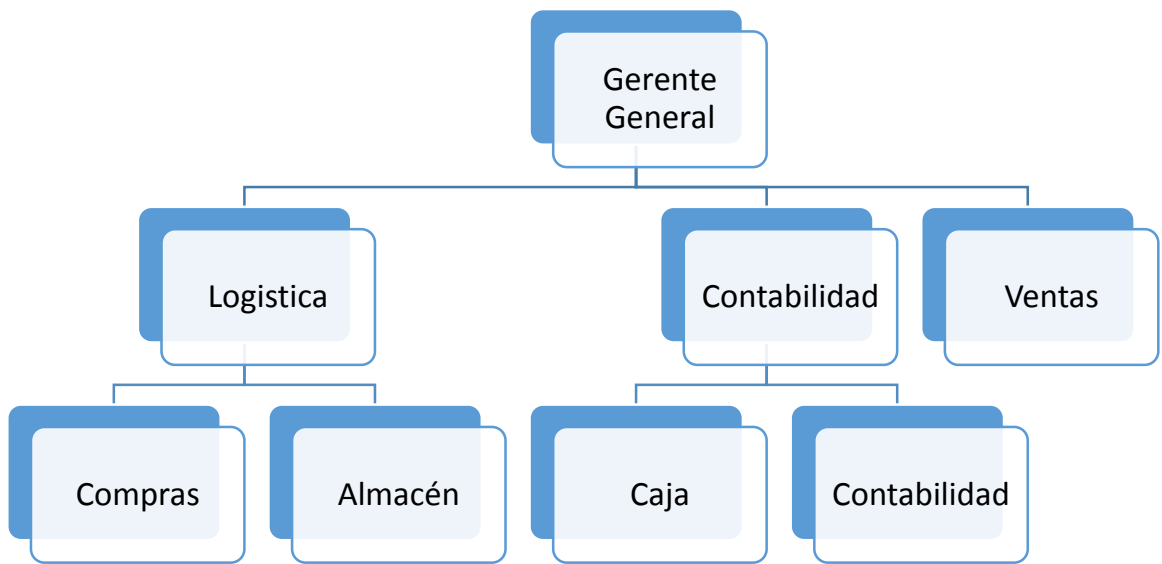 Gerente
General
Logistica
Contabilidad
Ventas
Compras
Almacén
Caja
Contabilidad